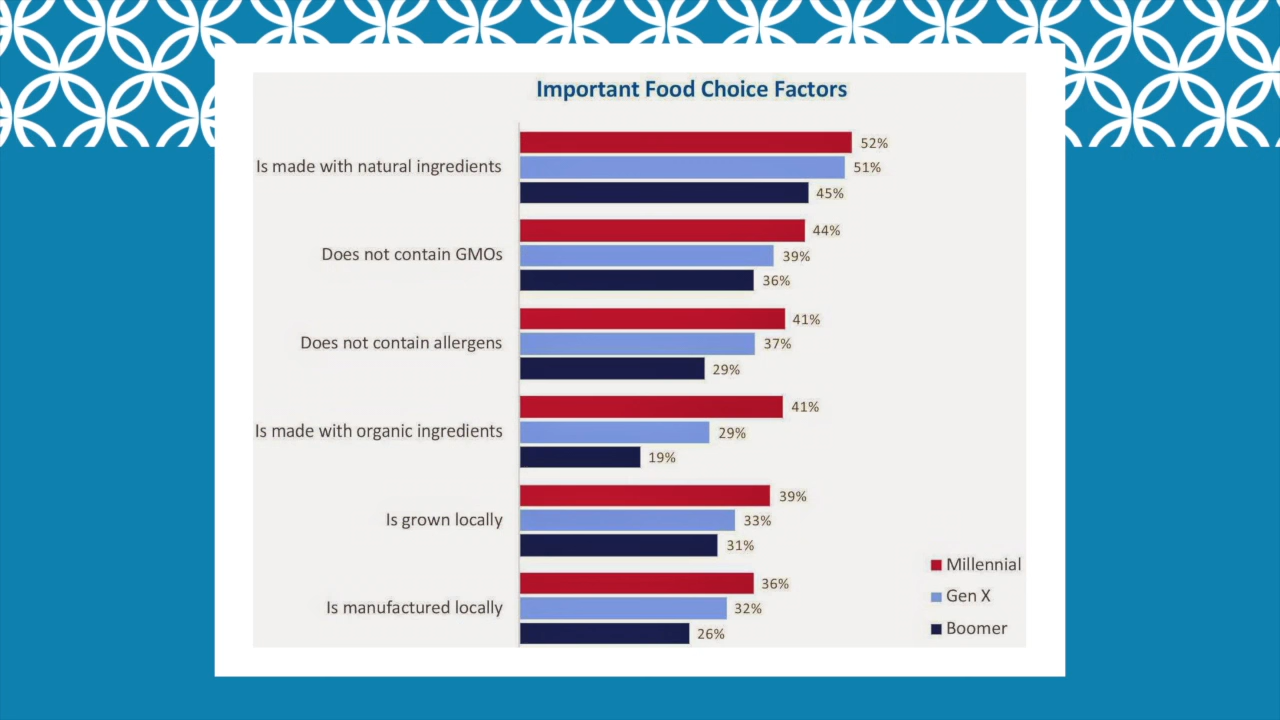 Important Food Choice Factors
Is made with natural ingredients
52%
51%
45%
Does not contain GMOs
44%
39%
36%
Does not contain allergens
41%
37%
29%
Is made with organic ingredients
41%
29%
19%
Is grown locally
39%
33%
31%
Is manufactured locally
36%
32%
26%
Millennial
Gen X
Boomer